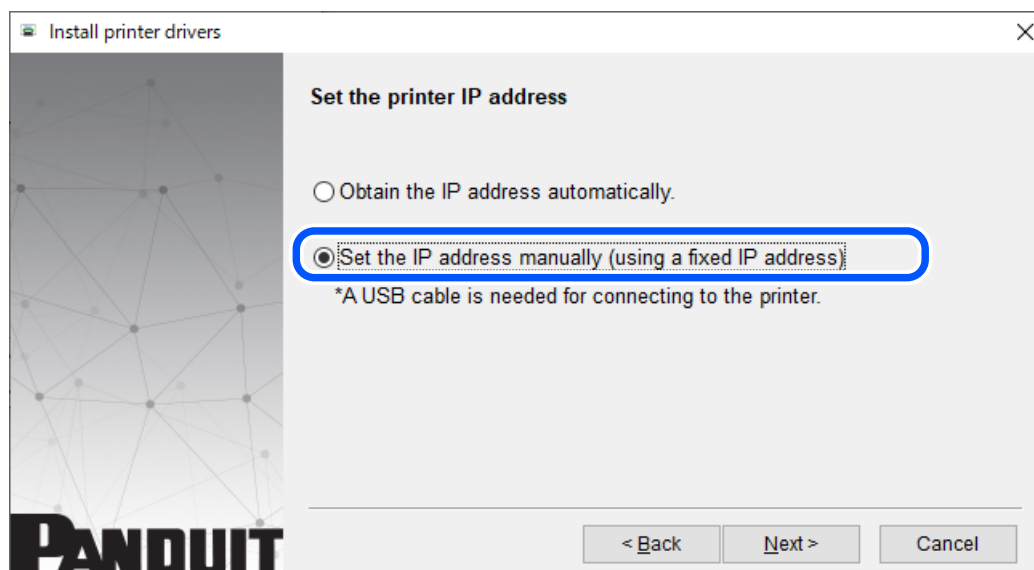 Install printer drivers
Set the printer IP address
Obtain the IP address automatically.
Set the IP address manually (using a fixed IP address)
*A USB cable is needed for connecting to the printer.
PANDUIT
< Back
Next >
Cancel